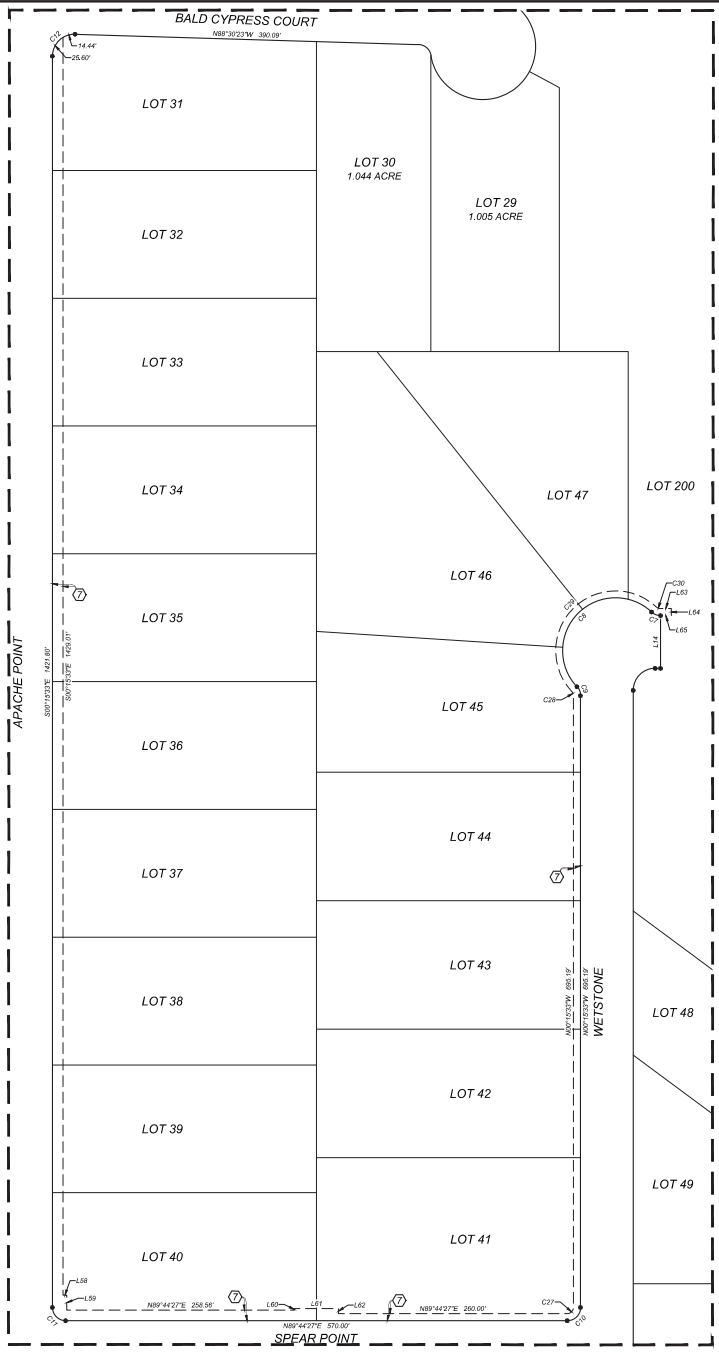 BALD CYPRESS COURT
N88°30'23"W 390.09'
C12
14.44'
25.60'
LOT 31
LOT 30
1.044 ACRE
LOT 29
1.005 ACRE
LOT 32
LOT 33
LOT 34
LOT 47
LOT 200
LOT 46
C30
L63
L64
L65
C29
C8
C7
L14
7
LOT 35
APACHE POINT
S00°15'33"E 1421.80'
S00°15'33"E 1429.01'
C9
C28
LOT 45
LOT 36
LOT 44
7
LOT 37
LOT 43
N00°15'33"W 695.19'
N00°15'33"W 695.19'
WETSTONE
LOT 38
LOT 48
LOT 42
LOT 39
LOT 49
LOT 41
LOT 40
L58
L59
N89°44'27"E 258.56'
7
L60
L61
L62
7
N89°44'27"E 260.00'
C27
C11
C10
N89°44'27"E 570.00'
SPEAR POINT